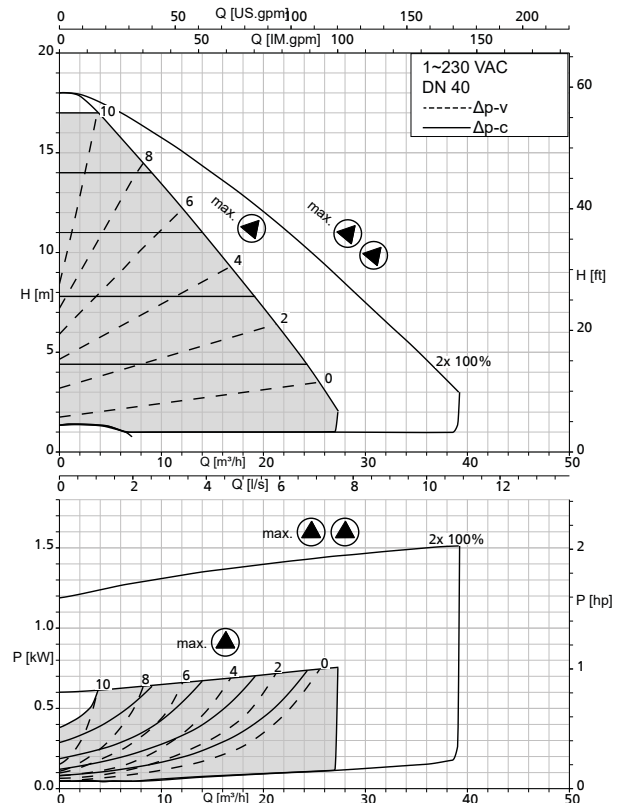 0 50 100 150 200
Q [US.gpm]
0 50 100 150 200
Q [IM.gpm]
20
15
10
H [m]
5
0
1~230 VAC
DN 40
Δp-v
Δp-c
60
40
H [ft]
20
0
10
8
6
4
2
0
max.
max.
2x 100%
0 10 20 30 40 50
Q [m³/h]
0 2 4 6 8 10 12
Q [l/s]
1.5
1.0
P [kW]
0.5
0.0
2
P [hp]
1
0
max.
2x 100%
max.
10 8 6 4 2 0
0 10 20 30 40 50
Q [m³/h]